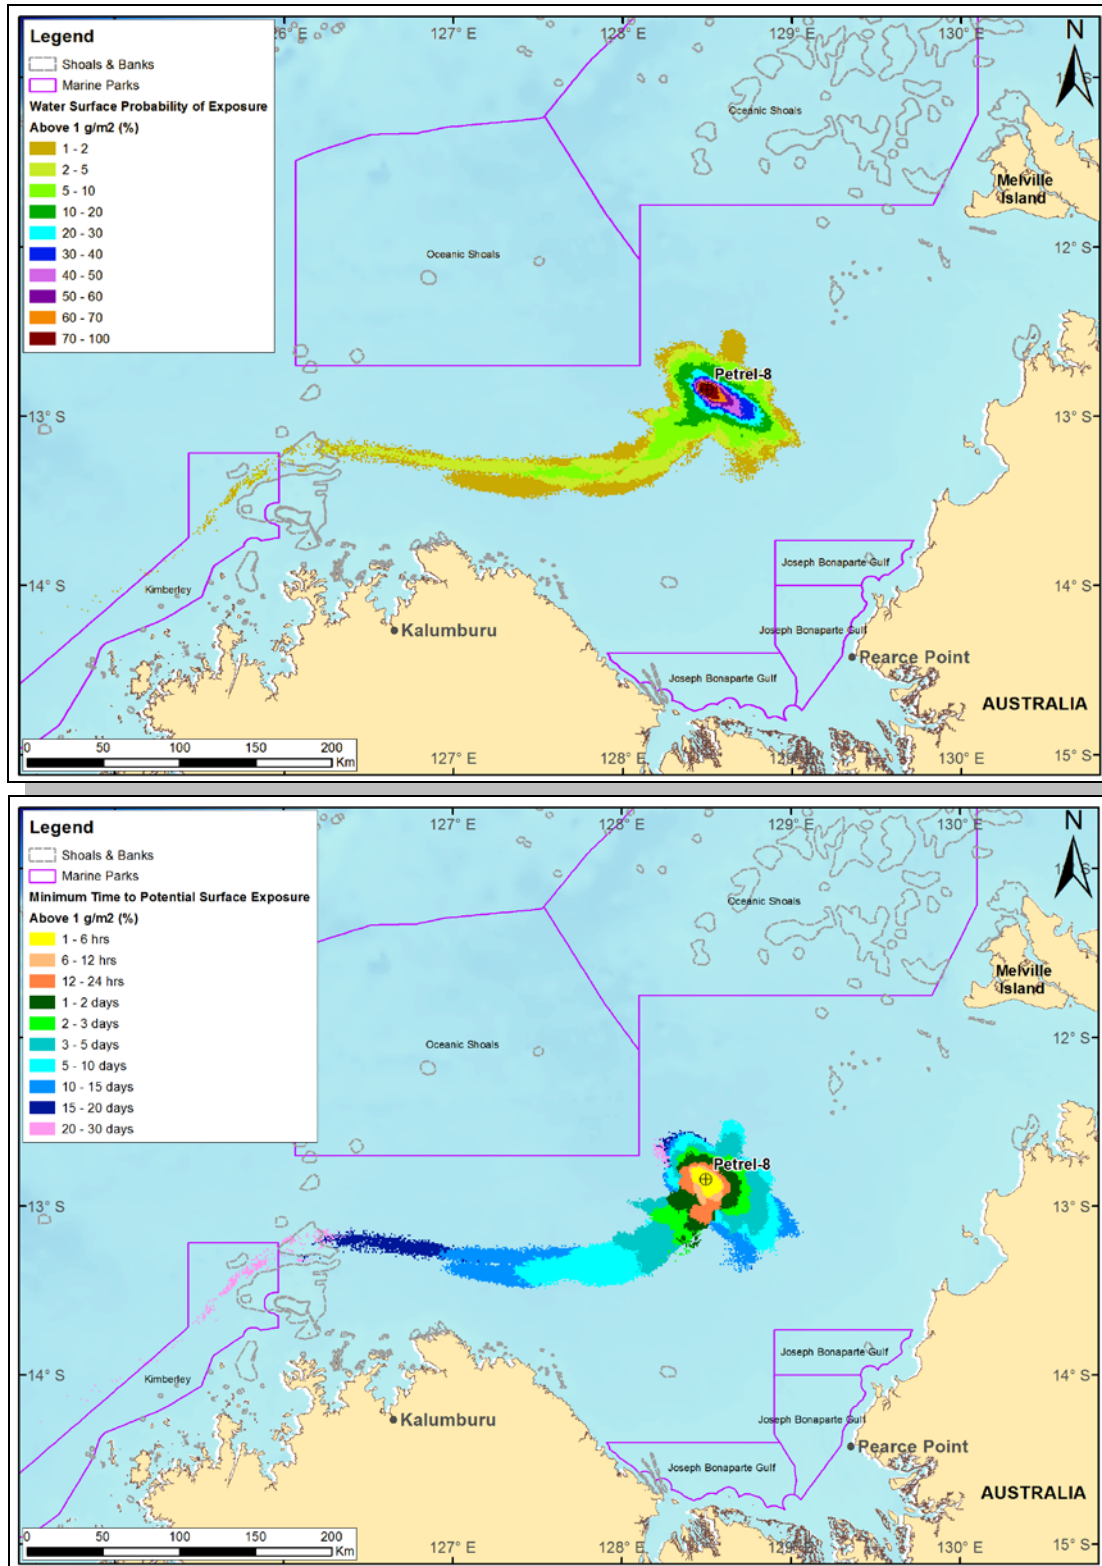 Legend
Shoals & Banks
Marine Parks
Water Surface Probability of Exposure
Above 1 g/m2 (%)
1 - 2
2 - 5
5 - 10
10 - 20
20 - 30
30 - 40
40 - 50
50 - 60
60 - 70
70 - 100
127° E
128° E
129° E
130° E
N
Oceanic Shoals
Melville
Island
12° S
Oceanic Shoals
Petrel-8
13° S
13° S
Joseph Bonaparte Gulf
14° S
14° S
Kimberley
Kalumburu
Joseph Bonaparte Gulf
Pearce Point
Joseph Bonaparte Gulf
AUSTRALIA
0 50 100 150 200
Km
127° E
128° E
129° E
130° E
15° S
Legend
Shoals & Banks
Marine Parks
Minimum Time to Potential Surface Exposure
Above 1 g/m2 (%)
1 - 6 hrs
6 - 12 hrs
12 - 24 hrs
1 - 2 days
2 - 3 days
3 - 5 days
5 - 10 days
10 - 15 days
15 - 20 days
20 - 30 days
127° E
128° E
129° E
130° E
N
Oceanic Shoals
Melville
Island
12° S
Oceanic Shoals
Petrel-8
13° S
13° S
Joseph Bonaparte Gulf
14° S
14° S
Kimberley
Kalumburu
Joseph Bonaparte Gulf
Pearce Point
Joseph Bonaparte Gulf
AUSTRALIA
0 50 100 150 200
Km
127° E
128° E
129° E
130° E
15° S